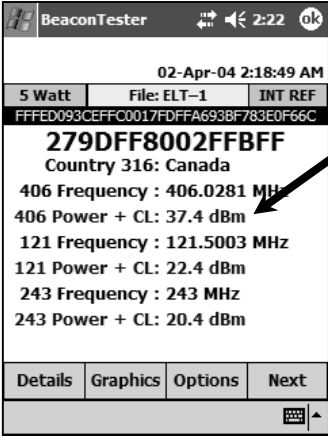 BeaconTester 2:22 ok
02-Apr-04 2:18:49 AM
5 Watt File: ELT–1 INT REF
FFFED093CEFFC0017FDFFA693BF783E0F66C
279DFF8002FFBFF
Country 316: Canada
406 Frequency : 406.0281 MHz
406 Power + CL: 37.4 dBm
121 Frequency : 121.5003 MHz
121 Power + CL: 22.4 dBm
243 Frequency : 243 MHz
243 Power + CL: 20.4 dBm
Details Graphics Options Next